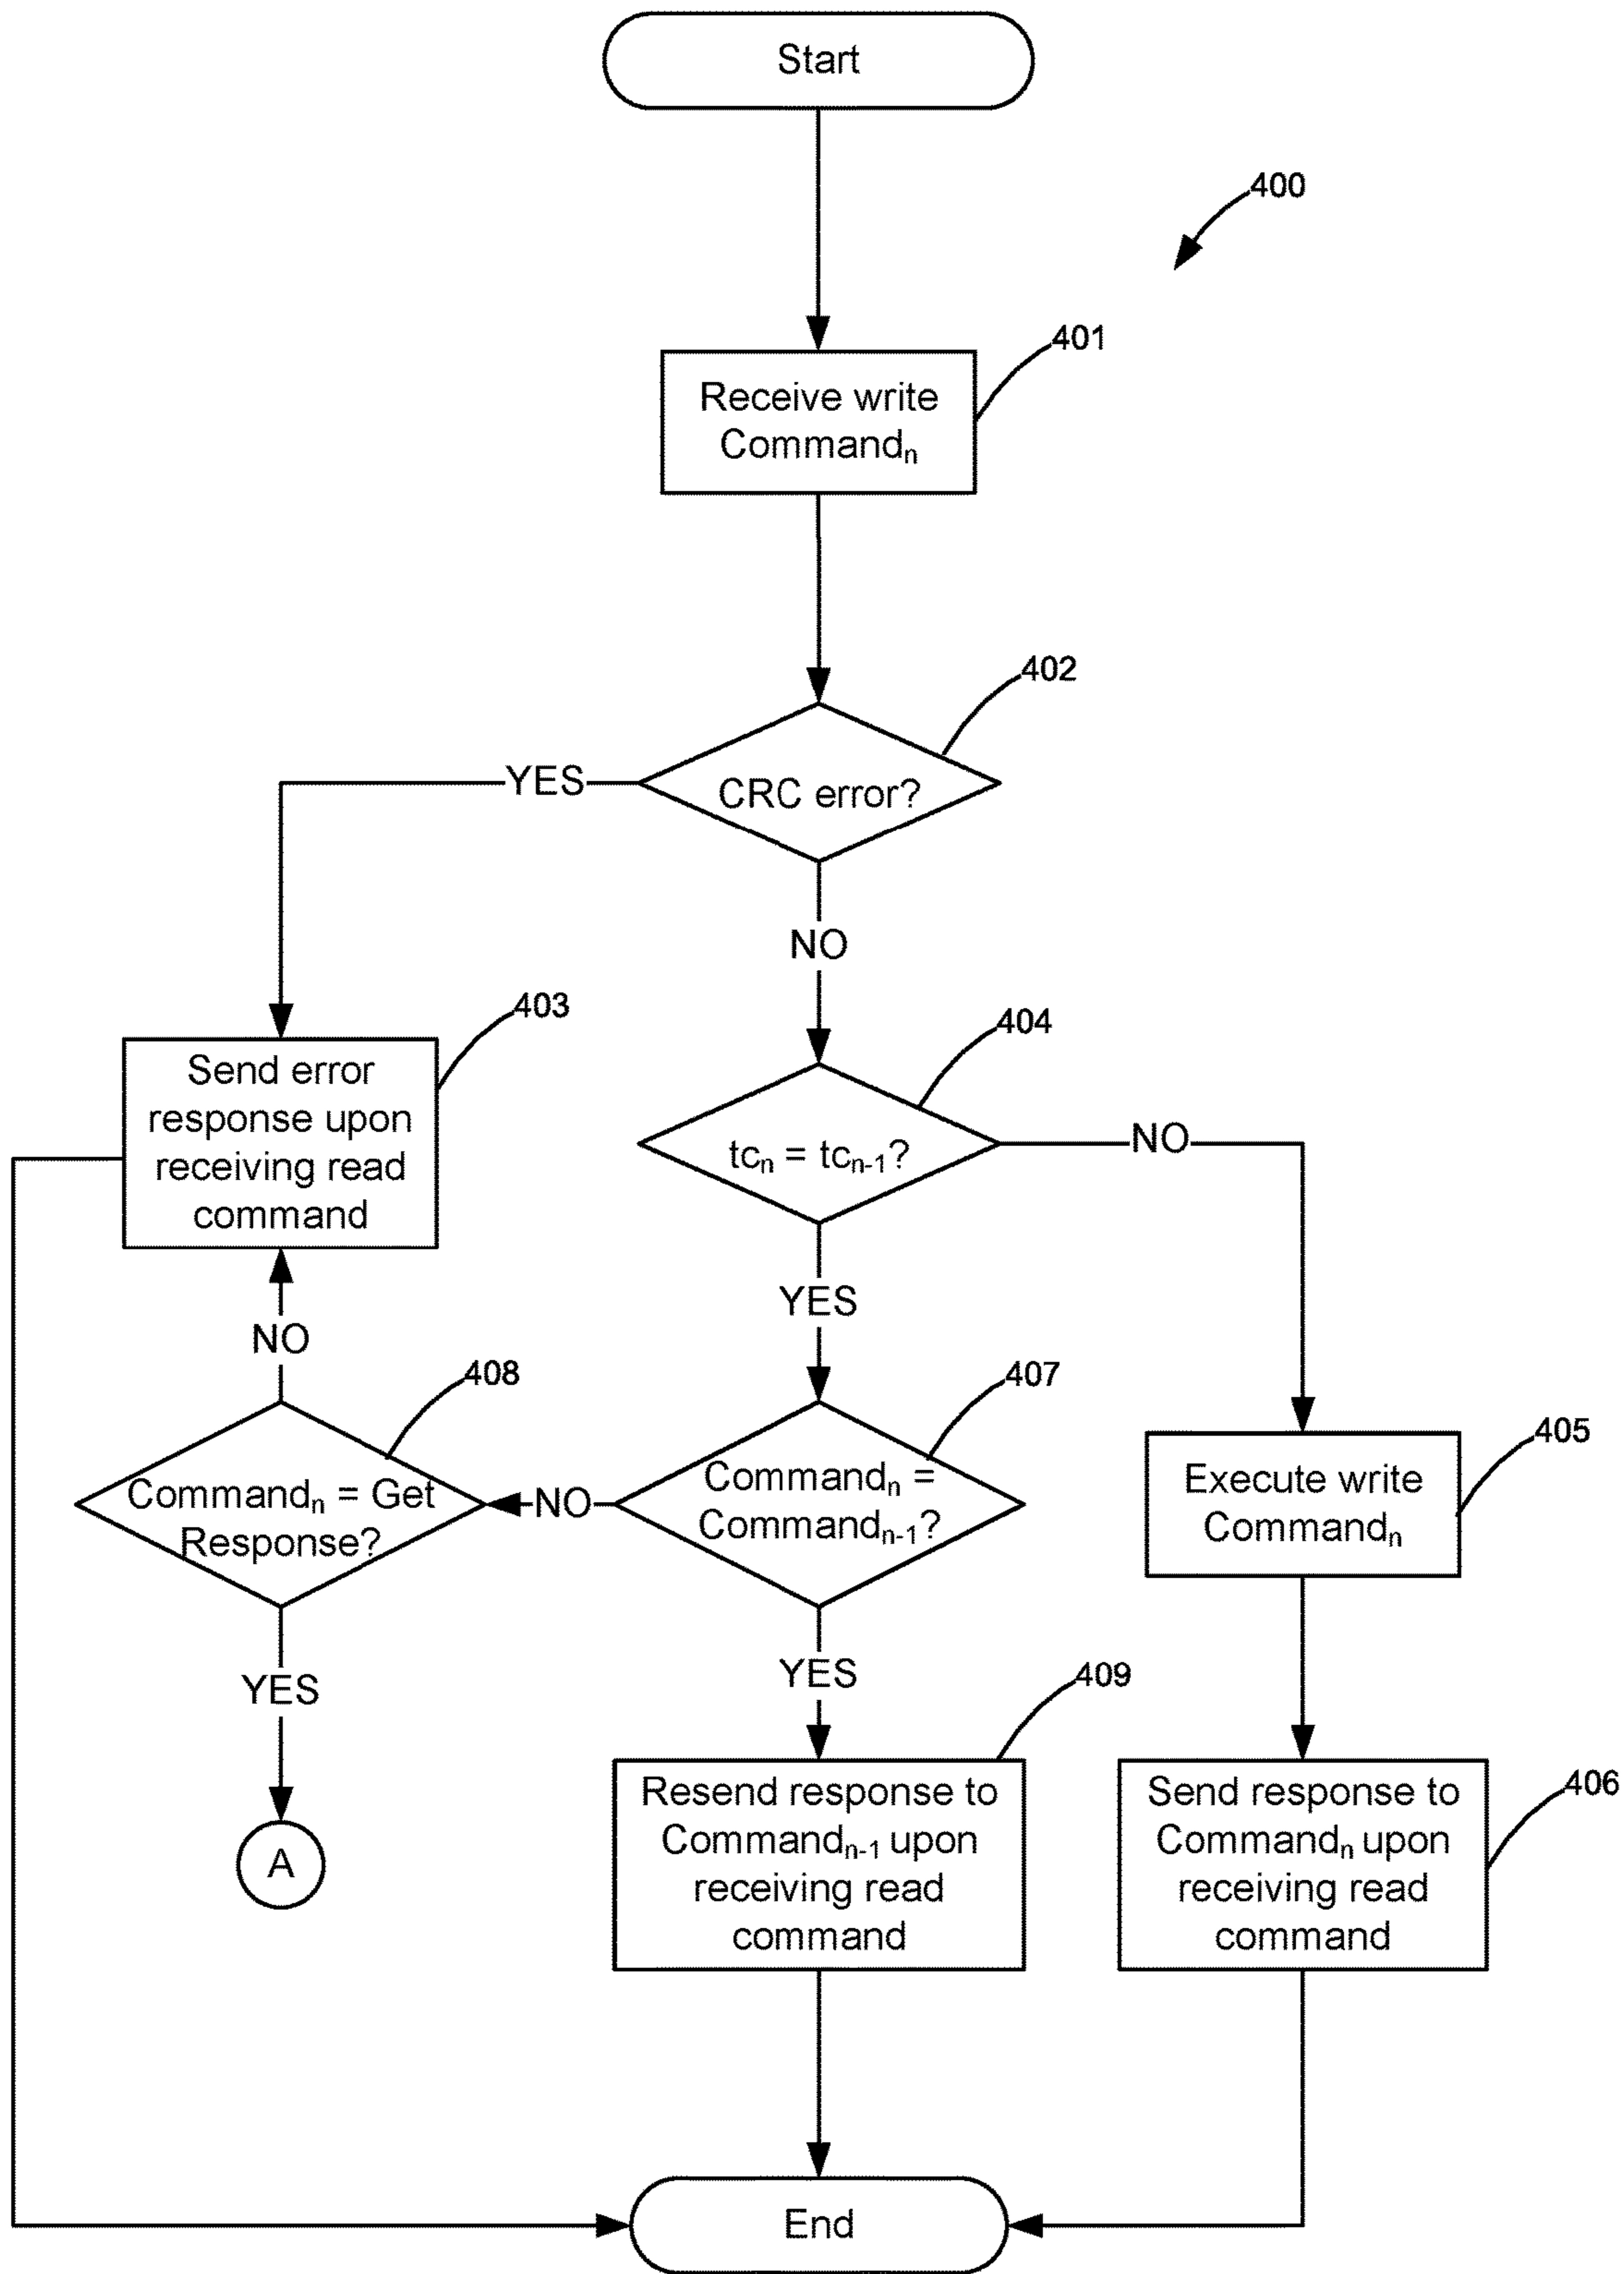 Start
400
401
Receive write
Commandₙ
402
CRC error?
YES
NO
403
Send error
response upon
receiving read
command
404
tcₙ = tcₙ₋₁?
NO
YES
NO
408
407
Commandₙ = Get
Response?
NO
Commandₙ =
Commandₙ₋₁?
405
Execute write
Commandₙ
YES
YES
409
A
Resend response to
Commandₙ₋₁ upon
receiving read
command
406
Send response to
Commandₙ upon
receiving read
command
End